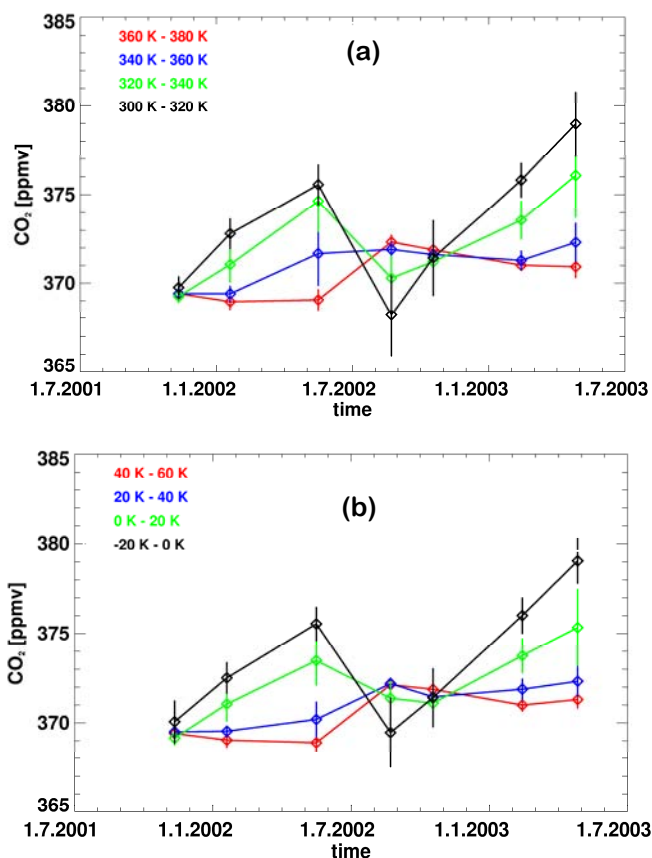 385
360 K - 380 K
340 K - 360 K
320 K - 340 K
300 K - 320 K
(a)
380
375
370
365
CO₂ [ppmv]
1.7.2001 1.1.2002 1.7.2002 1.1.2003 1.7.2003
time
385
40 K - 60 K
20 K - 40 K
0 K - 20 K
-20 K - 0 K
(b)
380
375
370
365
CO₂ [ppmv]
1.7.2001 1.1.2002 1.7.2002 1.1.2003 1.7.2003
time